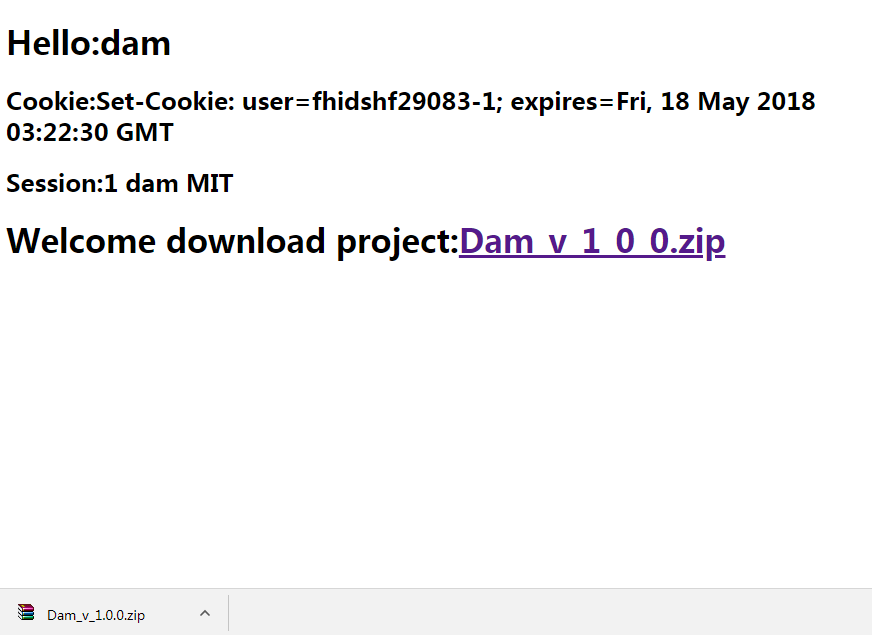 Hello:dam
Cookie:Set-Cookie: user=fhidshf29083-1; expires=Fri, 18 May 2018
03:22:30 GMT
Session:1 dam MIT
Welcome download project:Dam_v_1_0_0.zip
Dam_v_1.0.0.zip